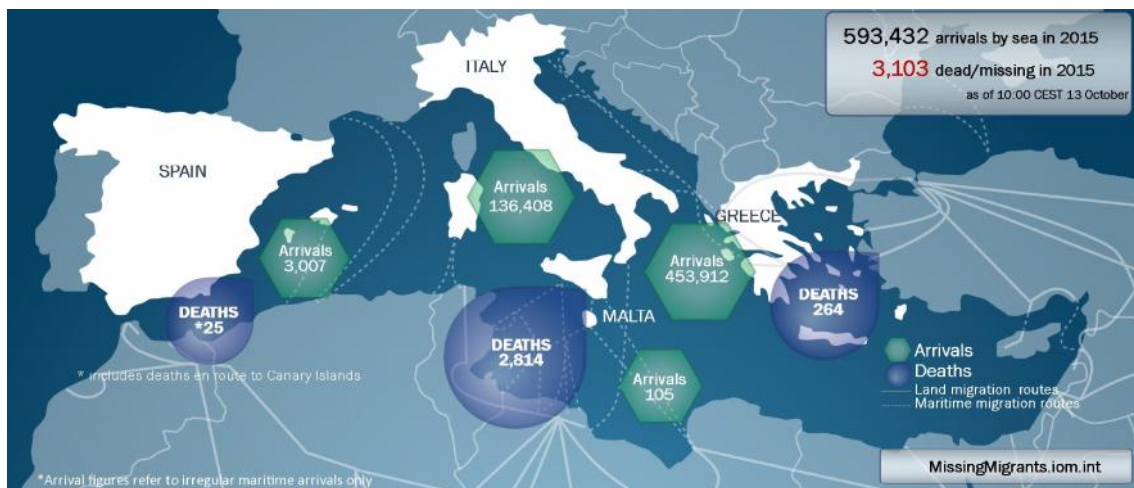 593,432 arrivals by sea in 2015
3,103 dead/missing in 2015
as of 10:00 CEST 13 October
ITALY
SPAIN
Arrivals
136,408
GREECE
Arrivals
3,007
Arrivals
453,912
DEATHS
*25
DEATHS
264
MALTA
DEATHS
2,814
Arrivals
105
Arrivals
Deaths
Land migration routes
Maritime migration routes
* includes deaths en route to Canary Islands
*Arrival figures refer to irregular maritime arrivals only
MissingMigrants.iom.int